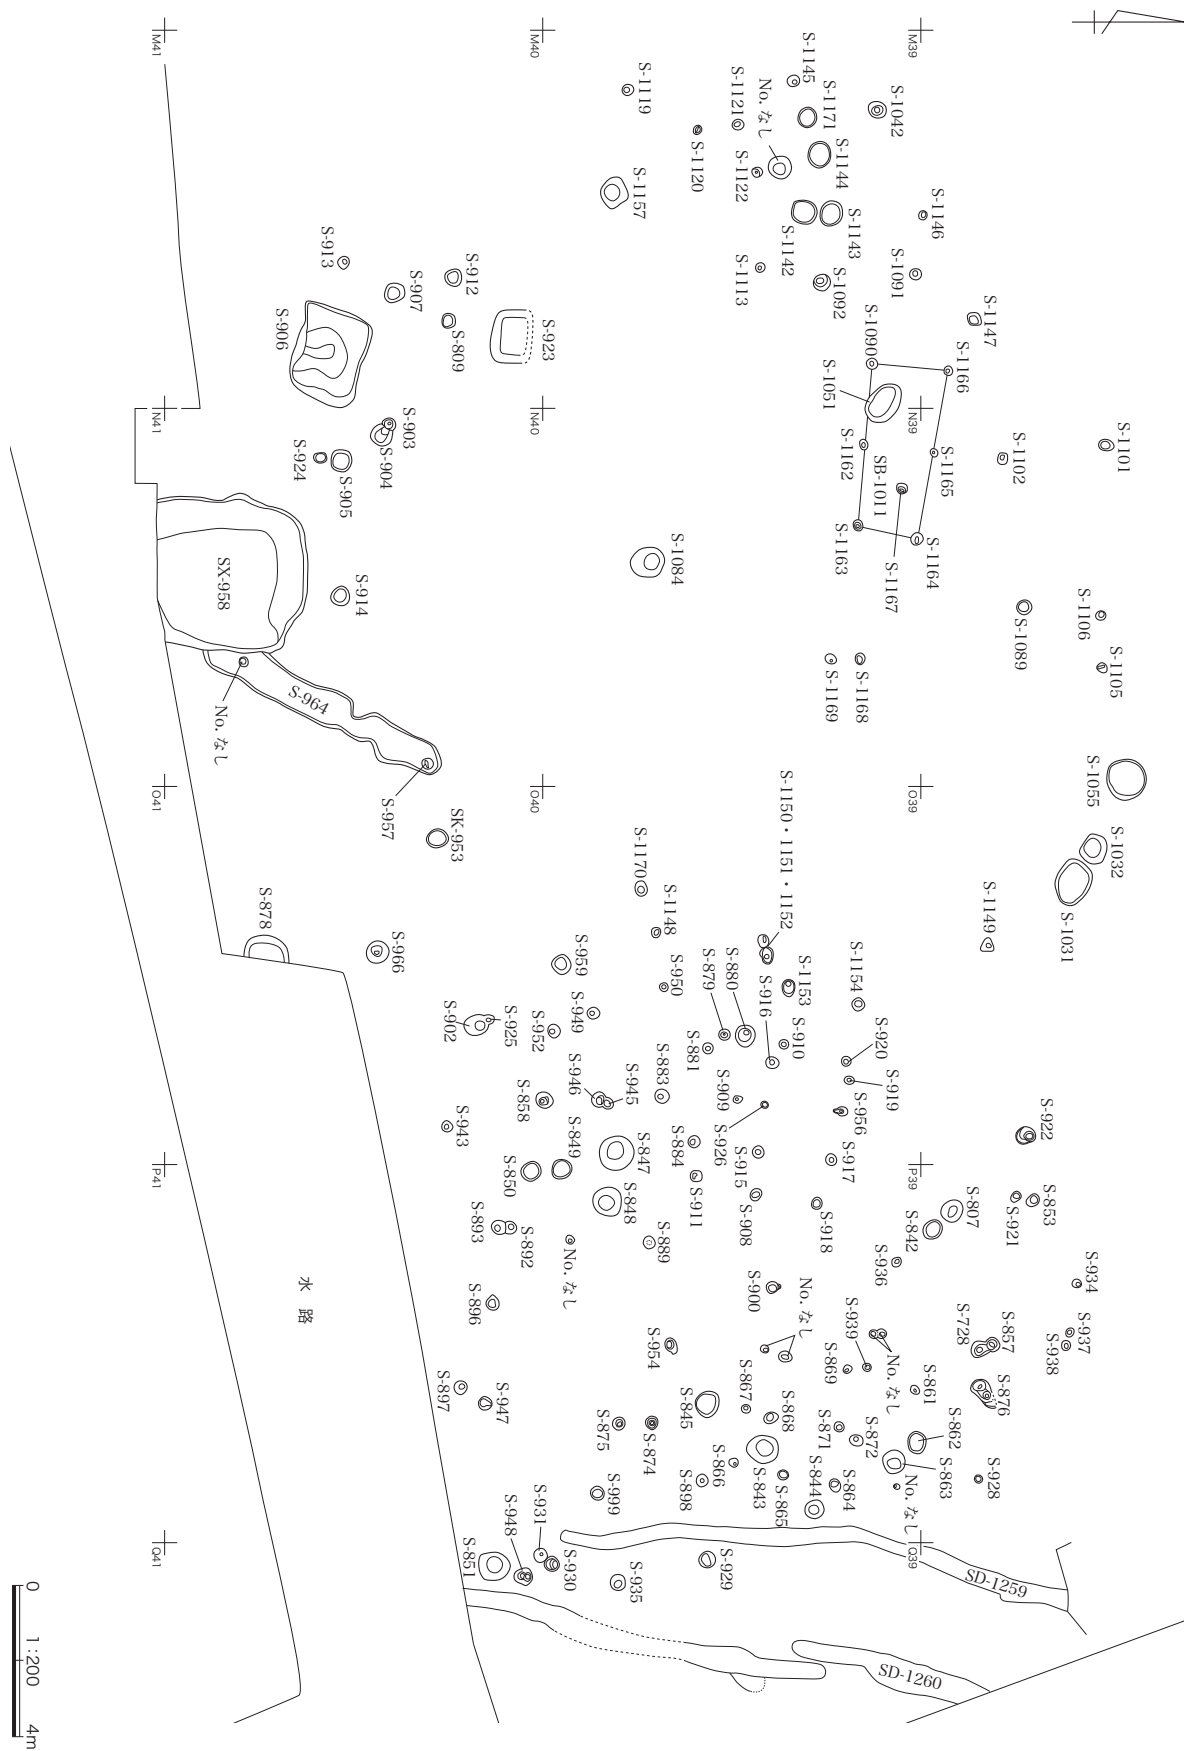 M41
M40
M39
S-1119
S-1145
No. なし
S-1121
S-1171
S-1042
S-1120
S-1122
S-1144
S-1157
S-1146
S-1143
S-1142
S-1113
S-1092
S-1091
S-913
S-907
S-912
S-809
S-906
S-923
S-1147
S-1090
S-1166
S-1051
N41
N40
N39
S-903
S-904
S-924
S-905
S-1162
SB-1011
S-1165
S-1102
S-1101
S-1163
S-1167
S-1164
S-1084
SX-958
S-914
S-1089
S-1106
S-1105
S-1169
S-1168
No. なし
S-964
S-957
S-1055
O41
O40
O39
SK-953
S-1150・1151・1152
S-1170
S-1032
S-1031
S-1149
S-1148
S-878
S-966
S-959
S-950
S-879
S-880
S-916
S-1153
S-1154
S-910
S-902
S-925
S-952
S-949
S-881
S-920
S-919
S-946
S-945
S-883
S-909
S-956
S-922
S-858
S-943
S-926
S-849
S-847
S-884
S-915
S-917
P41
P39
S-850
S-848
S-911
S-908
S-918
S-807
S-842
S-921
S-853
S-893
S-892
No. なし
S-889
S-936
S-934
水路
S-896
S-900
No. なし
S-939
No. なし
S-728
S-857
S-937
S-938
S-954
S-869
S-861
S-876
S-897
S-947
S-867
S-845
S-868
S-875
S-874
S-871
S-872
S-862
S-863
S-866
S-843
S-898
S-865
S-844
S-864
No. なし
S-928
S-999
S-931
S-948
S-851
S-930
S-935
S-929
Q41
Q39
SD-1259
SD-1260
0
1:200
4m